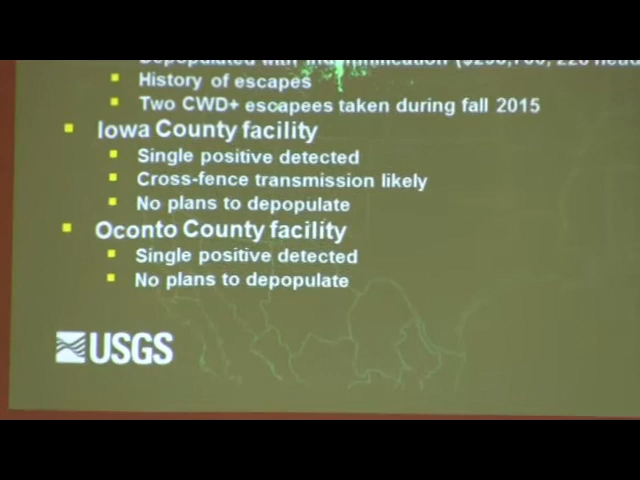 Depopulated with indemnification ($298,700, 228 head
History of escapes
Two CWD+ escapees taken during fall 2015
Iowa County facility
Single positive detected
Cross-fence transmission likely
No plans to depopulate
Oconto County facility
Single positive detected
No plans to depopulate
USGS